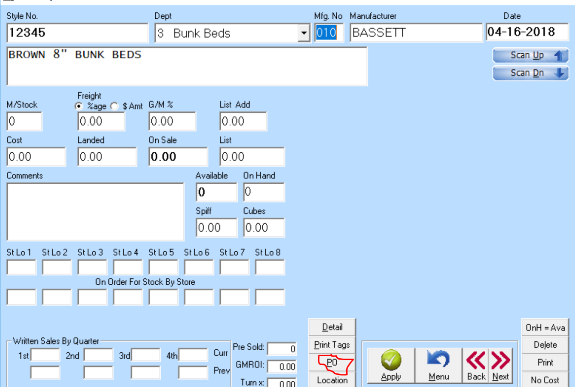 Style No. Dept Mfg. No Manufacturer Date
12345 3 Bunk Beds 010 BASSETT 04-16-2018
BROWN 8" BUNK BEDS
Scan Up
Scan Dn
Freight
M/Stock %age $ Amt G/M % List Add
0 0.00 0.00 0.00
Cost Landed On Sale List
0.00 0.00 0.00 0.00
Comments Available On Hand
0 0
Spiff Cubes
0.00 0.00
St Lo 1 St Lo 2 St Lo 3 St Lo 4 St Lo 5 St Lo 6 St Lo 7 St Lo 8
On Order For Stock By Store
Detail OnH = Ava
Written Sales By Quarter
1st 2nd 3rd 4th Curr
Prev
Pre Sold: 0
GMROI: 0.00
Turn x: 0.00
Print Tags
PO
Location
Apply Menu Back Next
Delete
Print
No Cost